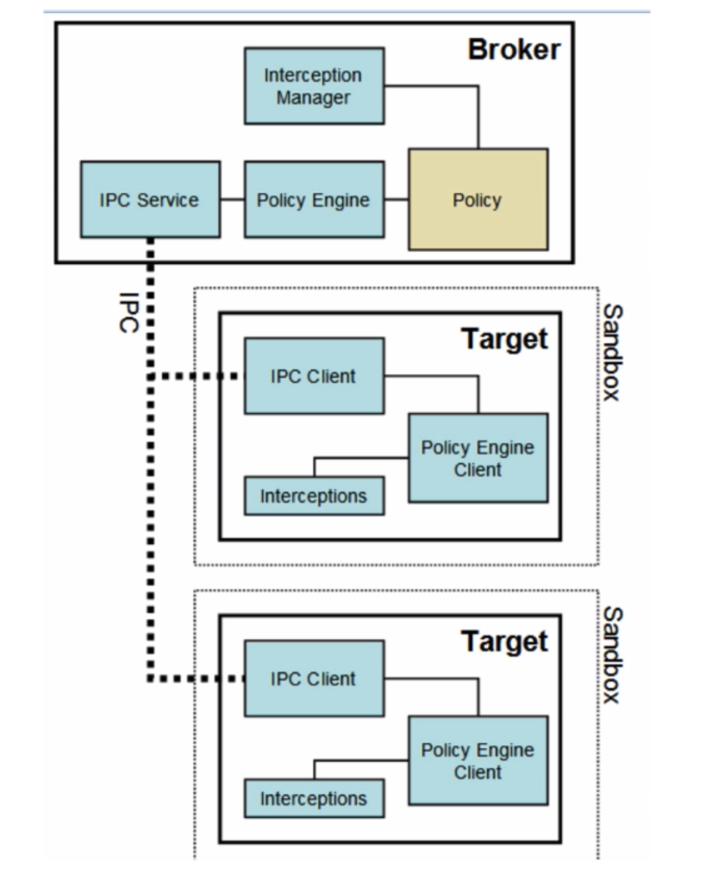 Broker
Interception
Manager
IPC Service
Policy Engine
Policy
IPC
Sandbox
Target
IPC Client
Policy Engine
Client
Interceptions
Sandbox
Target
IPC Client
Policy Engine
Client
Interceptions